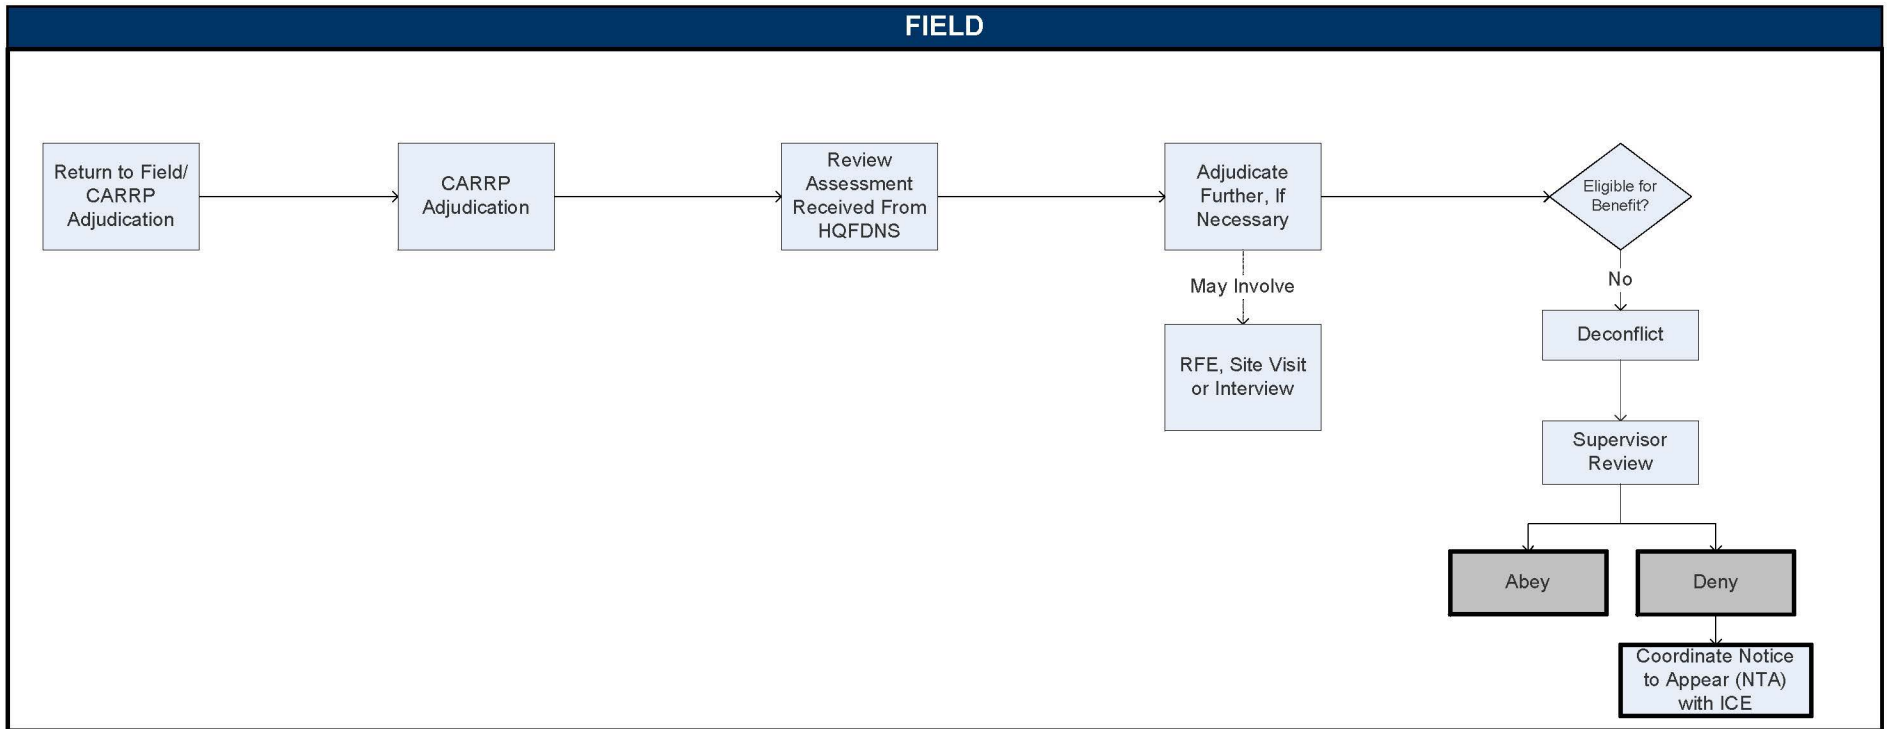 FIELD
Return to Field/
CARRP
Adjudication
CARRP
Adjudication
Review
Assessment
Received From
HQFDNS
Adjudicate
Further, If
Necessary
Eligible for
Benefit?
May Involve
No
RFE, Site Visit
or Interview
Deconflict
Supervisor
Review
Abey
Deny
Coordinate Notice
to Appear (NTA)
with ICE